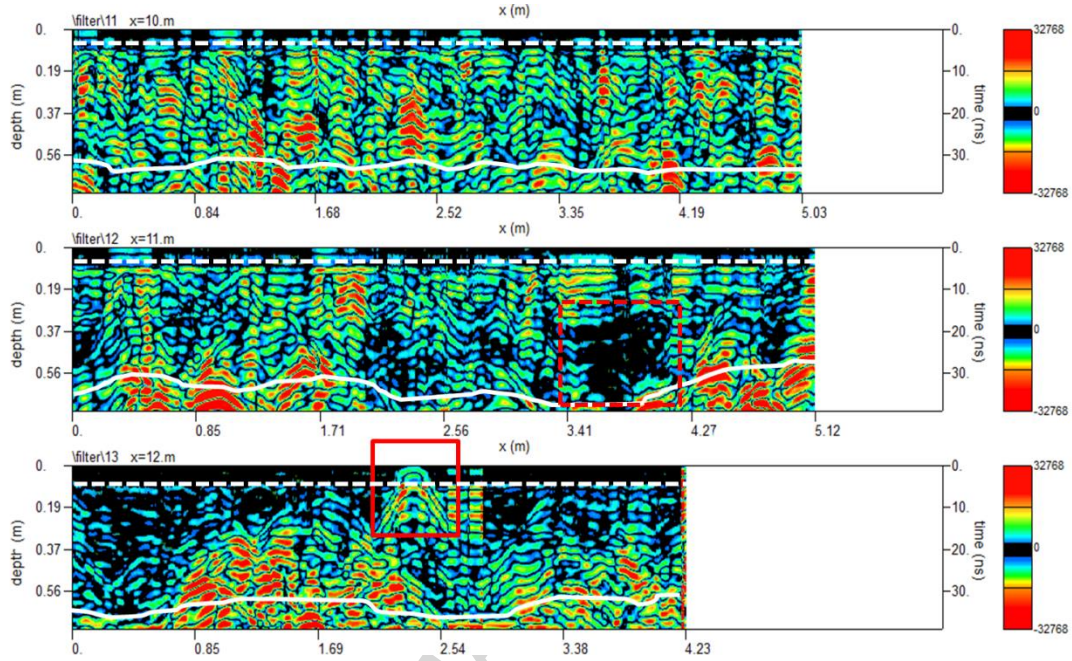 x (m)
\filter\11 x=10.m
0. 0. 32768
0.19 10.
0.37 20. 0
0.56 30.
-32768
depth (m)
time (ns)
0. 0.84 1.68 2.52 3.35 4.19 5.03
x (m)
\filter\12 x=11.m
0. 0. 32768
0.19 10.
0.37 20. 0
0.56 30.
-32768
depth (m)
time (ns)
0. 0.85 1.71 2.56 3.41 4.27 5.12
x (m)
\filter\13 x=12.m
0. 0. 32768
0.19 10.
0.37 20. 0
0.56 30.
-32768
depth (m)
time (ns)
0. 0.85 1.69 2.54 3.38 4.23